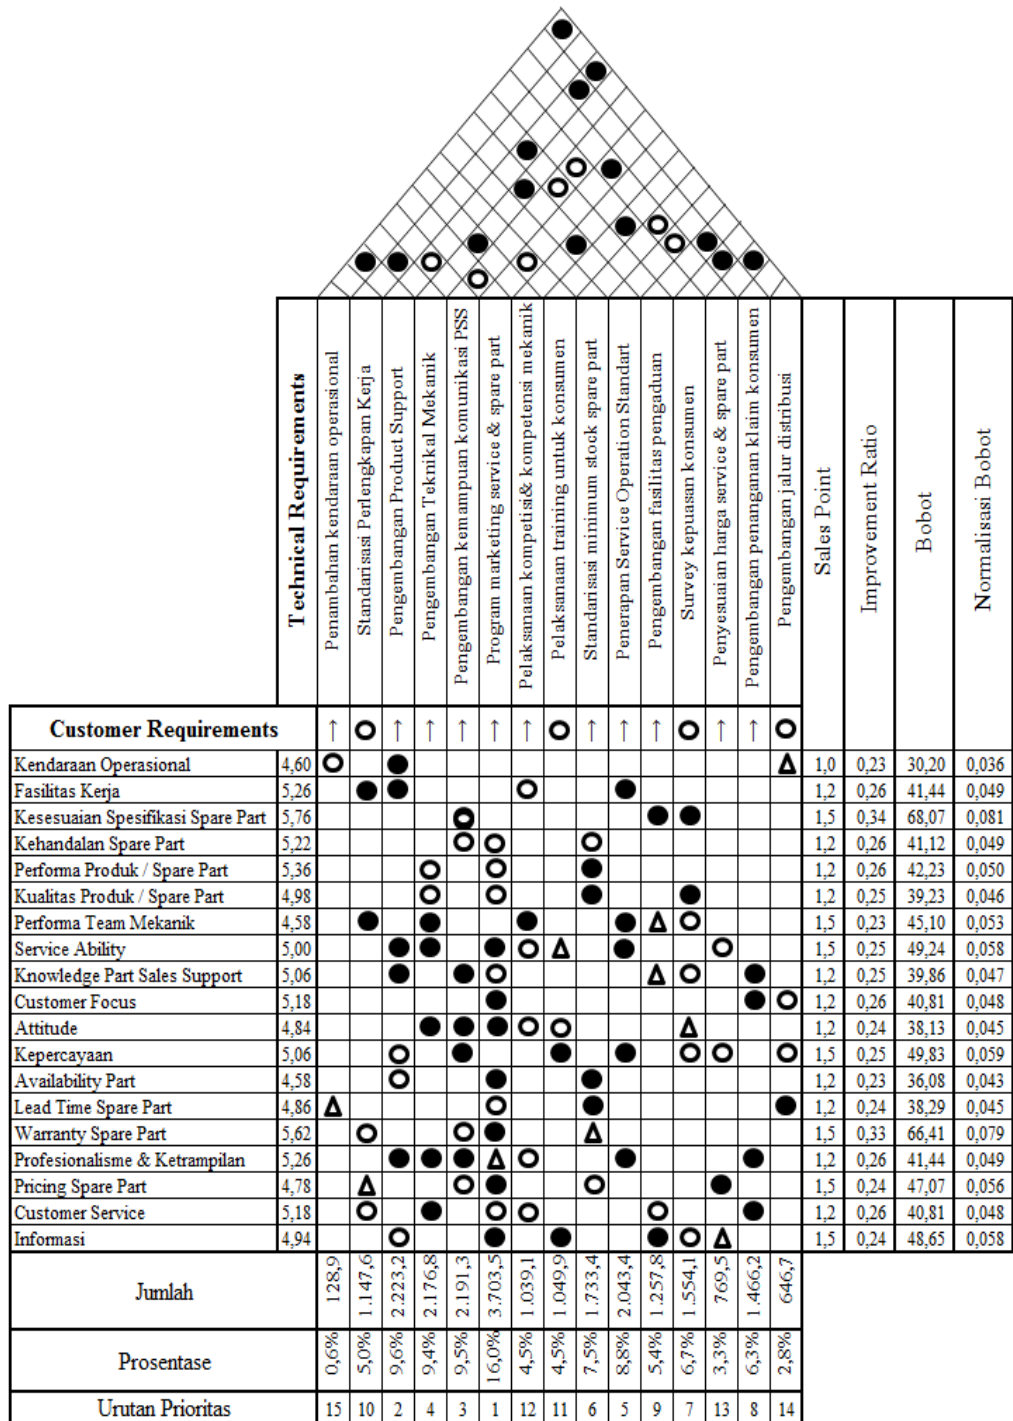 Technical Requirements
Penambahan kendaraan operasional
Standarisasi Perlengkapan Kerja
Pengembangan Product Support
Pengembangan Teknikal Mekanik
Pengembangan kemampuan komunikasi PSS
Program marketing service & spare part
Pelaksanaan kompetisi& kompetensi mekanik
Pelaksanaan training untuk konsumen
Standarisasi minimum stock spare part
Penerapan Service Operation Standart
Pengembangan fasilitas pengaduan
Survey kepuasan konsumen
Penyesuaian harga service & spare part
Pengembangan penanganan klaim konsumen
Pengembangan jalur distribusi
Sales Point
Improvement Ratio
Bobot
Normalisasi Bobot
Customer Requirements ↑ ↑ ↑ ↑ ↑ ↑ ↑ ↑ ↑ ↑ ↑
Kendaraan Operasional 4,60 1,0 0,23 30,20 0,036
Fasilitas Kerja 5,26 1,2 0,26 41,44 0,049
Kesesuaian Spesifikasi Spare Part 5,76 1,5 0,34 68,07 0,081
Kehandalan Spare Part 5,22 1,2 0,26 41,12 0,049
Performa Produk / Spare Part 5,36 1,2 0,26 42,23 0,050
Kualitas Produk / Spare Part 4,98 1,2 0,25 39,23 0,046
Performa Team Mekanik 4,58 1,5 0,23 45,10 0,053
Service Ability 5,00 1,5 0,25 49,24 0,058
Knowledge Part Sales Support 5,06 1,2 0,25 39,86 0,047
Customer Focus 5,18 1,2 0,26 40,81 0,048
Attitude 4,84 1,2 0,24 38,13 0,045
Kepercayaan 5,06 1,5 0,25 49,83 0,059
Availability Part 4,58 1,2 0,23 36,08 0,043
Lead Time Spare Part 4,86 1,2 0,24 38,29 0,045
Warranty Spare Part 5,62 1,5 0,33 66,41 0,079
Profesionalisme & Ketrampilan 5,26 1,2 0,26 41,44 0,049
Pricing Spare Part 4,78 1,5 0,24 47,07 0,056
Customer Service 5,18 1,2 0,26 40,81 0,048
Informasi 4,94 1,5 0,24 48,65 0,058
Jumlah 128,9 1.147,6 2.223,2 2.176,8 2.191,3 3.703,5 1.039,1 1.049,9 1.733,4 2.043,4 1.257,8 1.554,1 769,5 1.466,2 646,7
Prosentase 0,6% 5,0% 9,6% 9,4% 9,5% 16,0% 4,5% 4,5% 7,5% 8,8% 5,4% 6,7% 3,3% 6,3% 2,8%
Urutan Prioritas 15 10 2 4 3 1 12 11 6 5 9 7 13 8 14